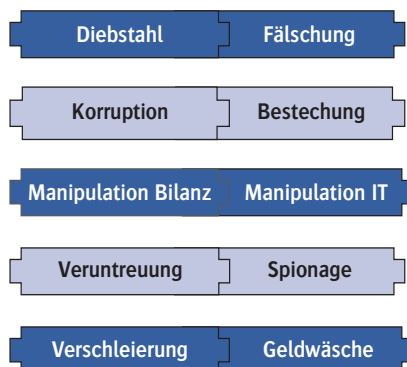 Diebstahl Fälschung
Korruption Bestechung
Manipulation Bilanz Manipulation IT
Veruntreuung Spionage
Verschleierung Geldwäsche